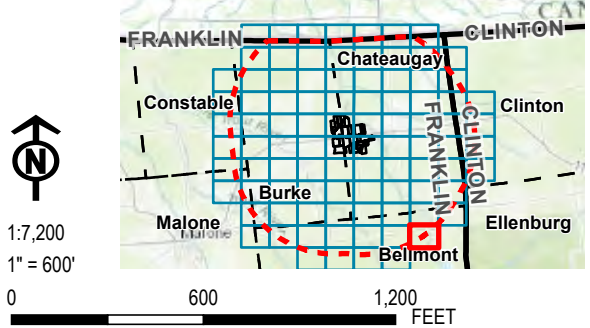 CAN
FRANKLIN CLINTON
Chateaugay
Constable Clinton
FRANKLIN
CLINTON
Burke
Malone Ellenburg
Malone
Bellmont
N
1:7,200
1" = 600'
0 600 1,200
FEET